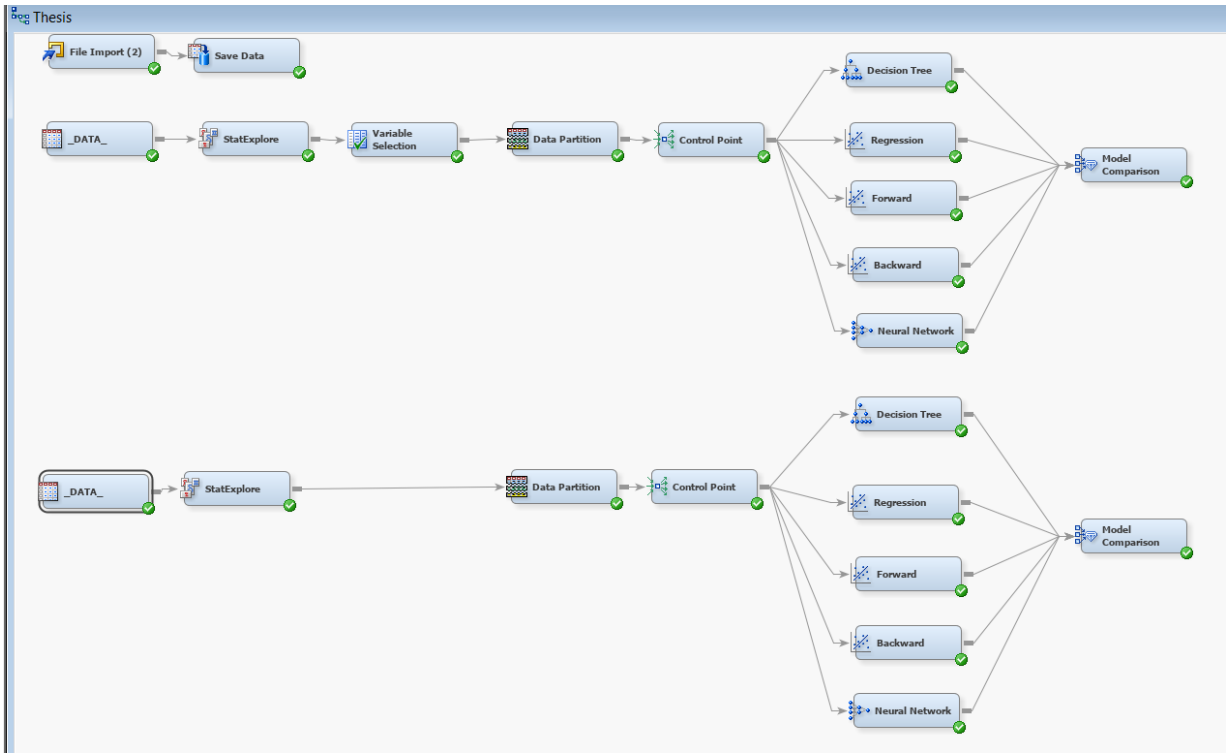 Thesis
File Import (2)
Save Data
_DATA_
StatExplore
Variable
Selection
Data Partition
Control Point
Decision Tree
Regression
Forward
Backward
Neural Network
Model
Comparison
_DATA_
StatExplore
Data Partition
Control Point
Decision Tree
Regression
Forward
Backward
Neural Network
Model
Comparison